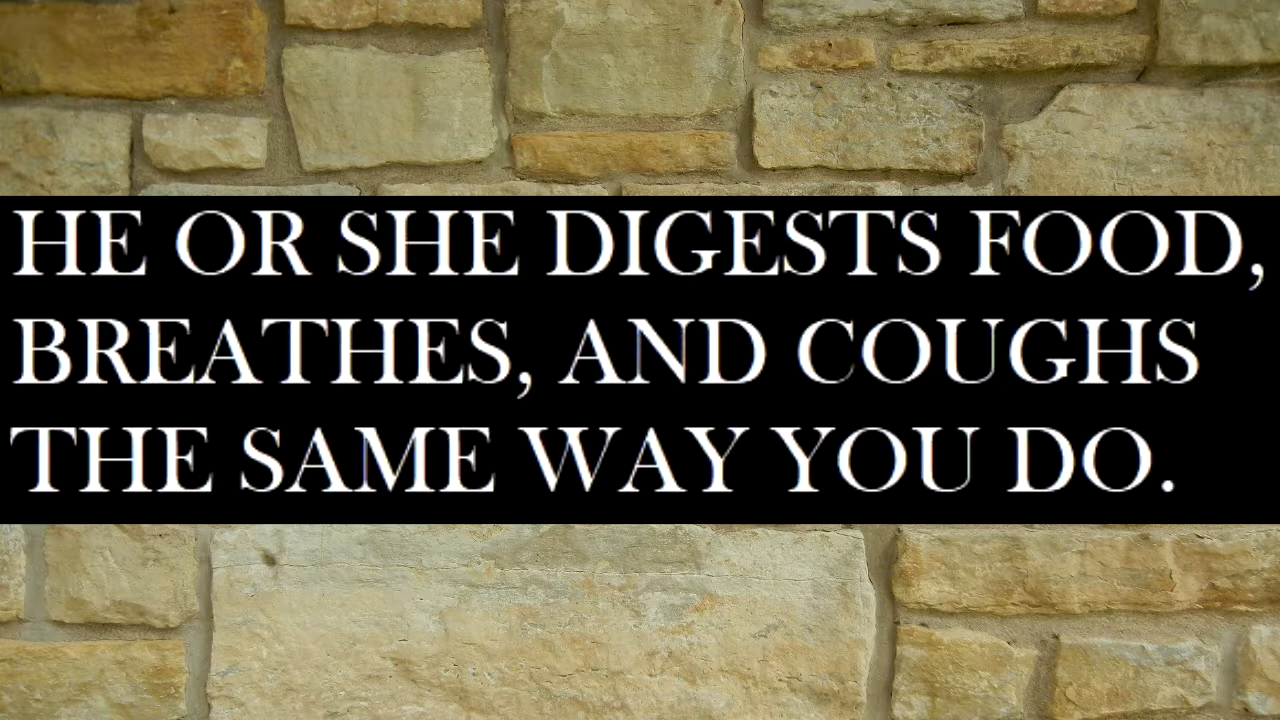 HE OR SHE DIGESTS FOOD,
BREATHES, AND COUGHS
THE SAME WAY YOU DO.